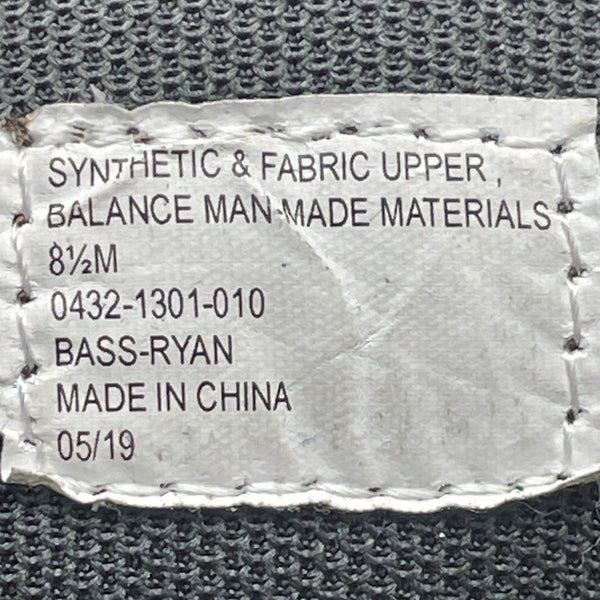 SYNTHETIC & FABRIC UPPER ,
BALANCE MAN-MADE MATERIALS
8½M
0432-1301-010
BASS-RYAN
MADE IN CHINA
05/19